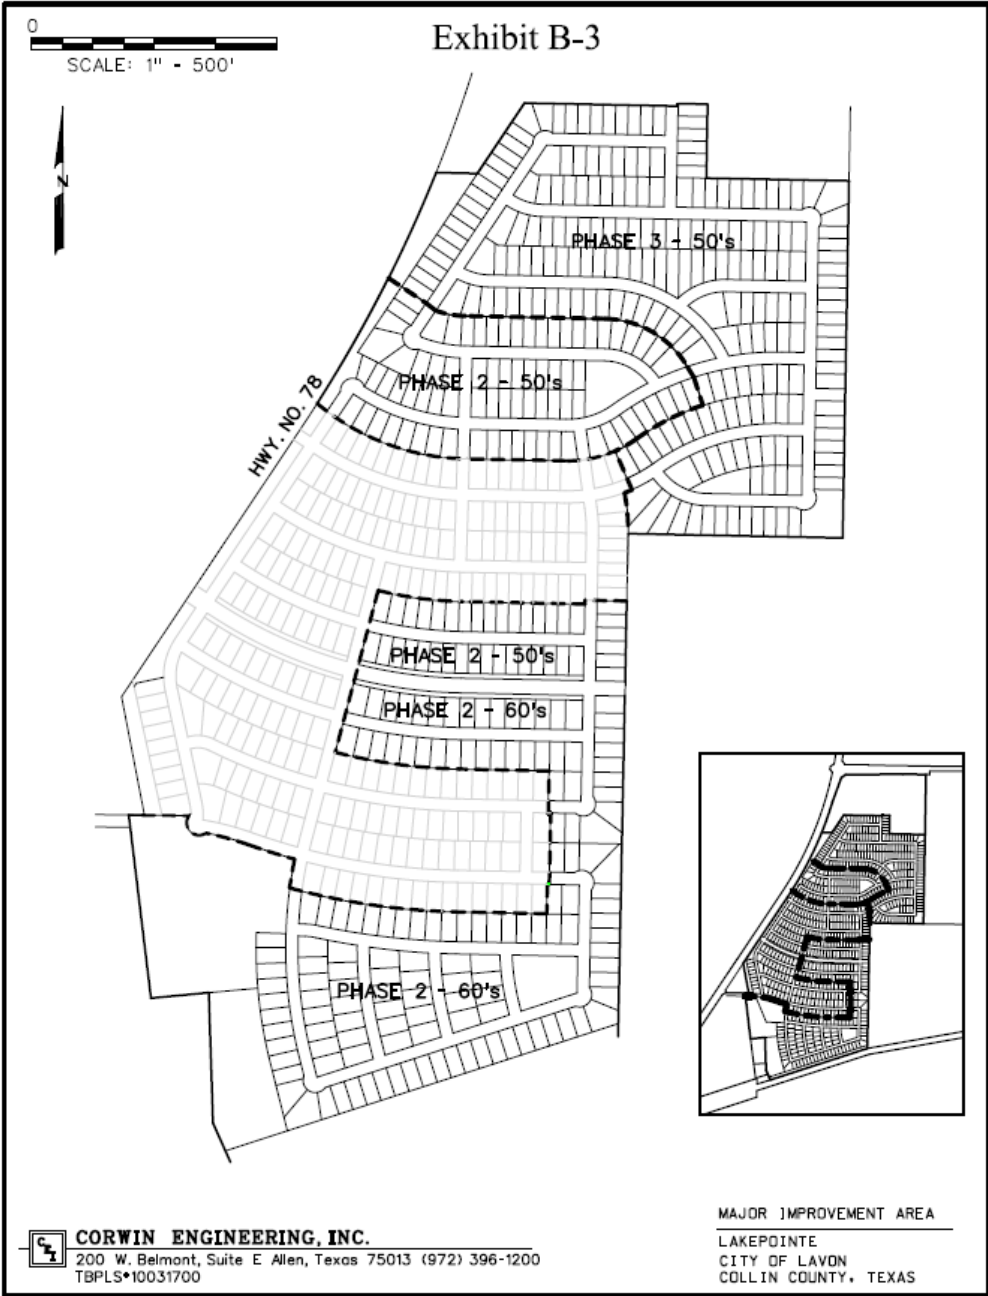 0
Exhibit B-3
SCALE: 1" - 500'
N
PHASE 3 - 50's
PHASE 2 - 50's
HWY. NO. 78
PHASE 2 - 50's
PHASE 2 - 60's
PHASE 2 - 60's
CEI
CORWIN ENGINEERING, INC.
200 W. Belmont, Suite E Allen, Texas 75013 (972) 396-1200
TBPLS*10031700
MAJOR IMPROVEMENT AREA
LAKEPOINTE
CITY OF LAVON
COLLIN COUNTY, TEXAS